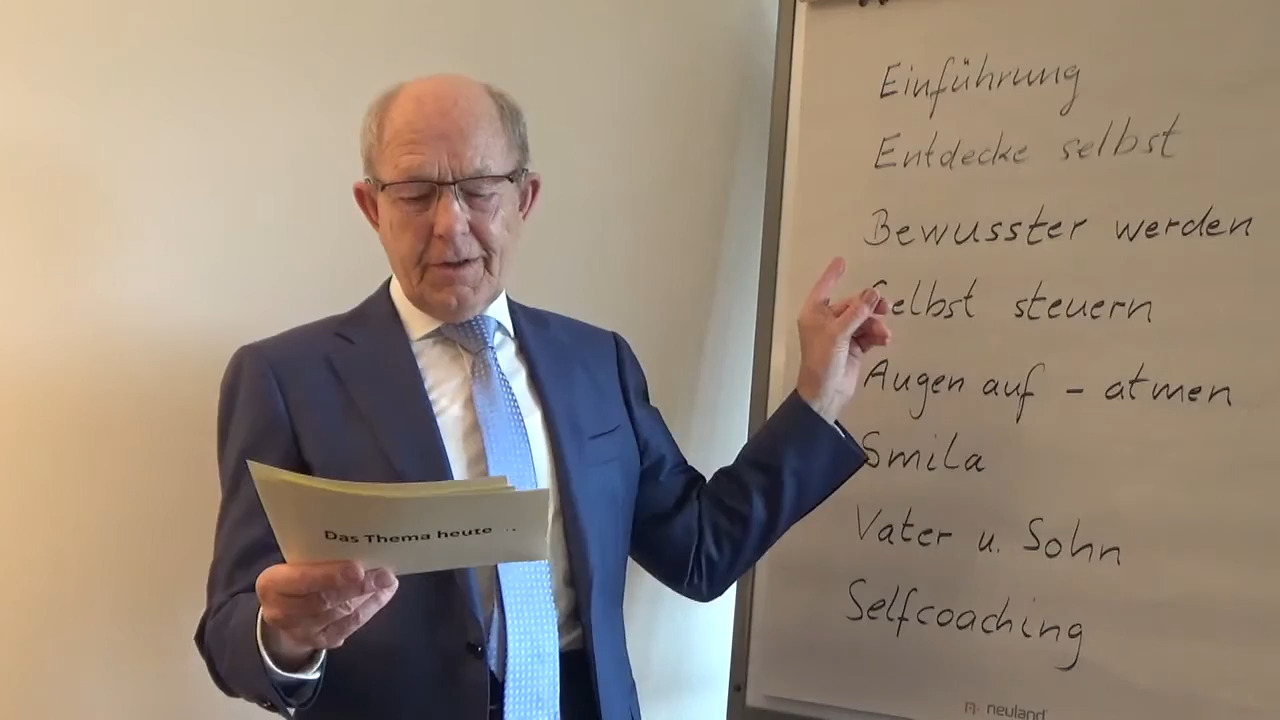 Einführung
Entdecke selbst
Bewusster werden
Selbst steuern
Augen auf - atmen
Smila
Vater u. Sohn
Selfcoaching
neuland
Das Thema heute ...